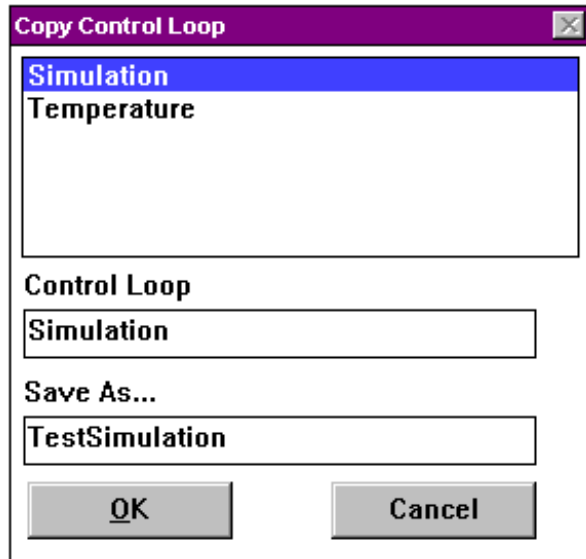 Copy Control Loop
Simulation
Temperature
Control Loop
Simulation
Save As...
TestSimulation
OK Cancel